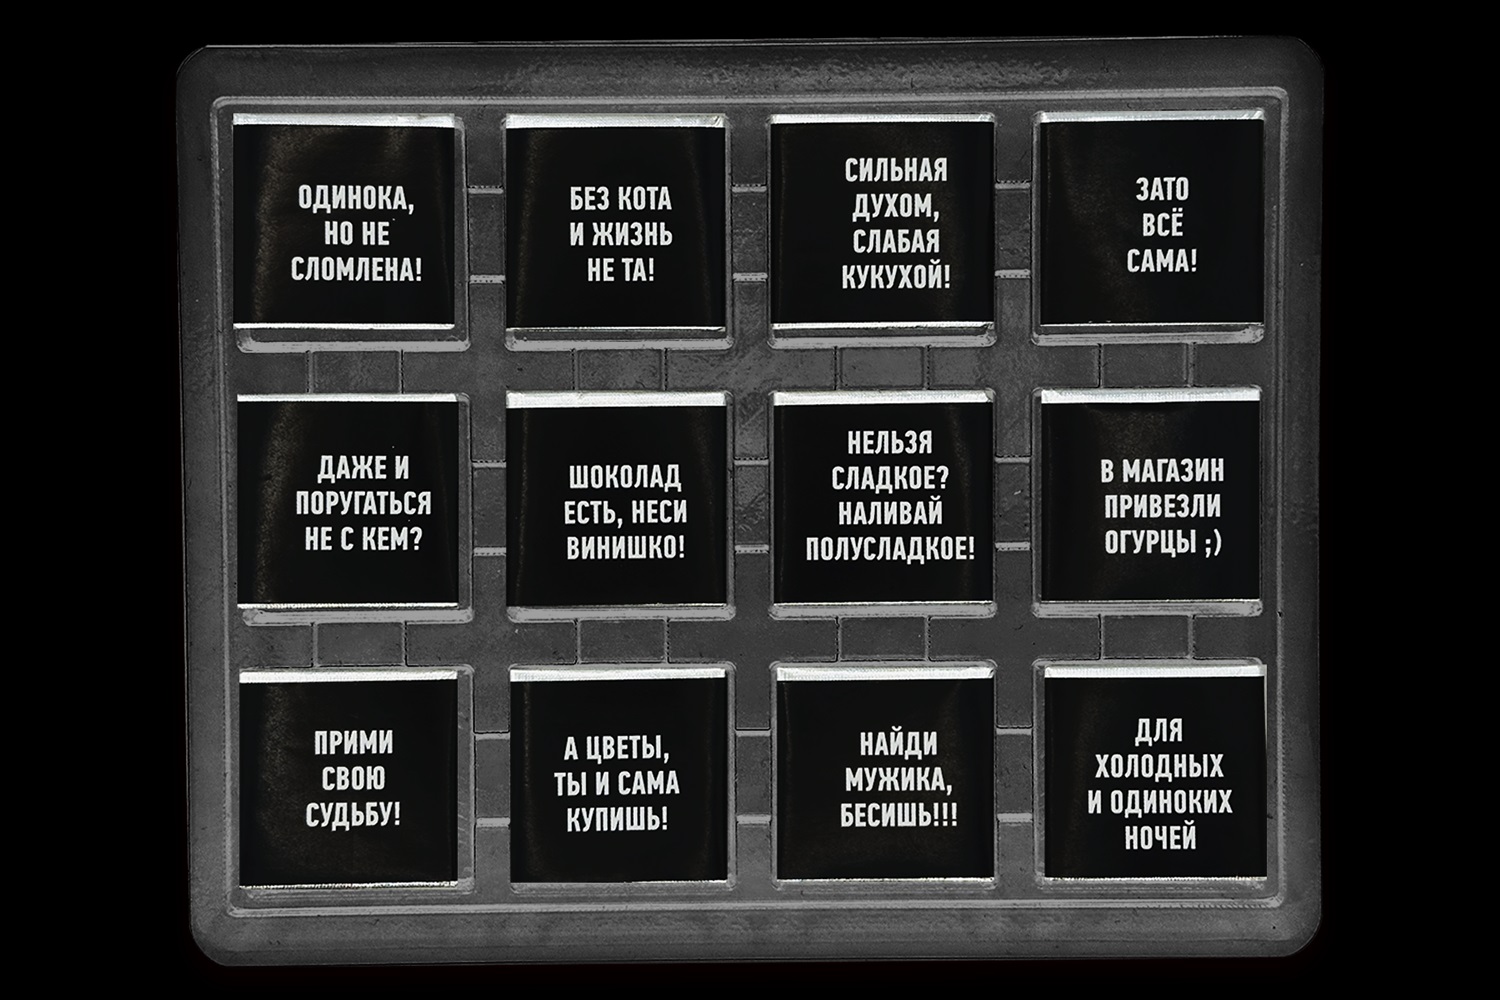 ОДИНОКА,
НО НЕ
СЛОМЛЕНА!
БЕЗ КОТА
И ЖИЗНЬ
НЕ ТА!
СИЛЬНАЯ
ДУХОМ,
СЛАБАЯ
КУКУХОЙ!
ЗАТО
ВСЁ
САМА!
ДАЖЕ И
ПОРУГАТЬСЯ
НЕ С КЕМ?
ШОКОЛАД
ЕСТЬ, НЕСИ
ВИНИШКО!
НЕЛЬЗЯ
СЛАДКОЕ?
НАЛИВАЙ
ПОЛУСЛАДКОЕ!
В МАГАЗИН
ПРИВЕЗЛИ
ОГУРЦЫ ;)
ПРИМИ
СВОЮ
СУДЬБУ!
А ЦВЕТЫ,
ТЫ И САМА
КУПИШЬ!
НАЙДИ
МУЖИКА,
БЕСИШЬ!!!
ДЛЯ
ХОЛОДНЫХ
И ОДИНОКИХ
НОЧЕЙ